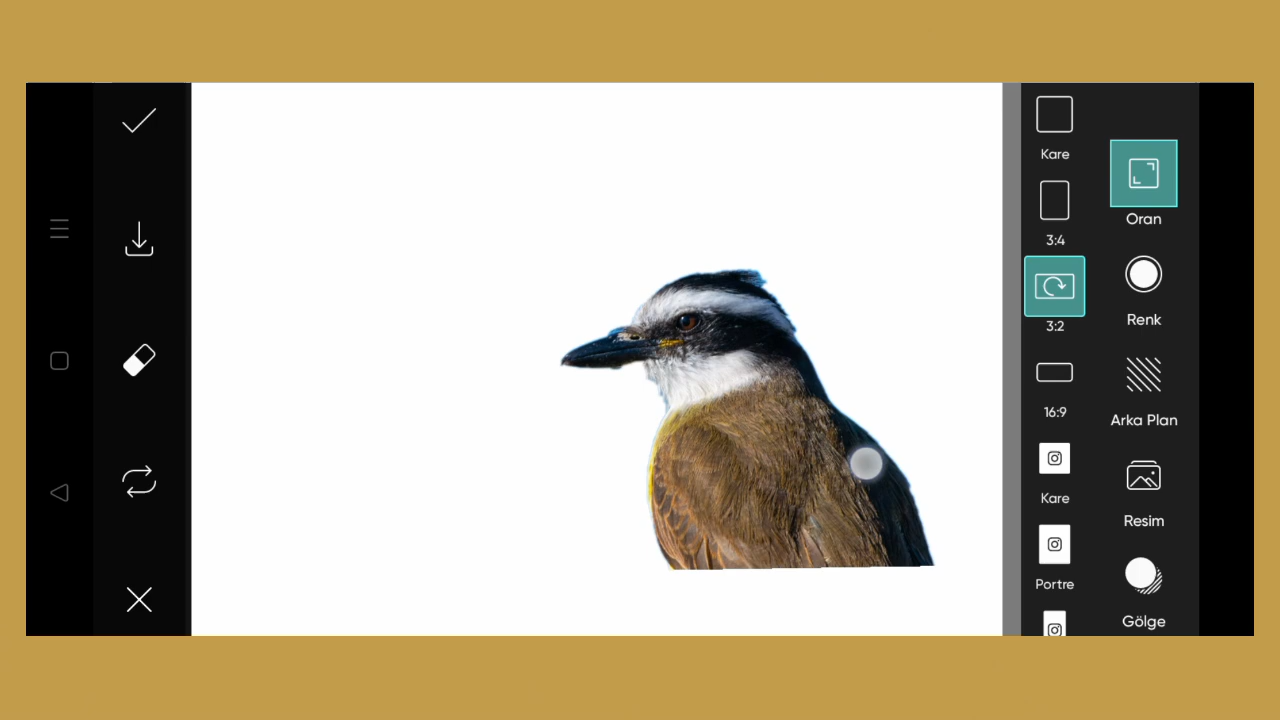 Kare
3:4
3:2
16:9
Kare
Portre
Oran
Renk
Arka Plan
Resim
Gölge